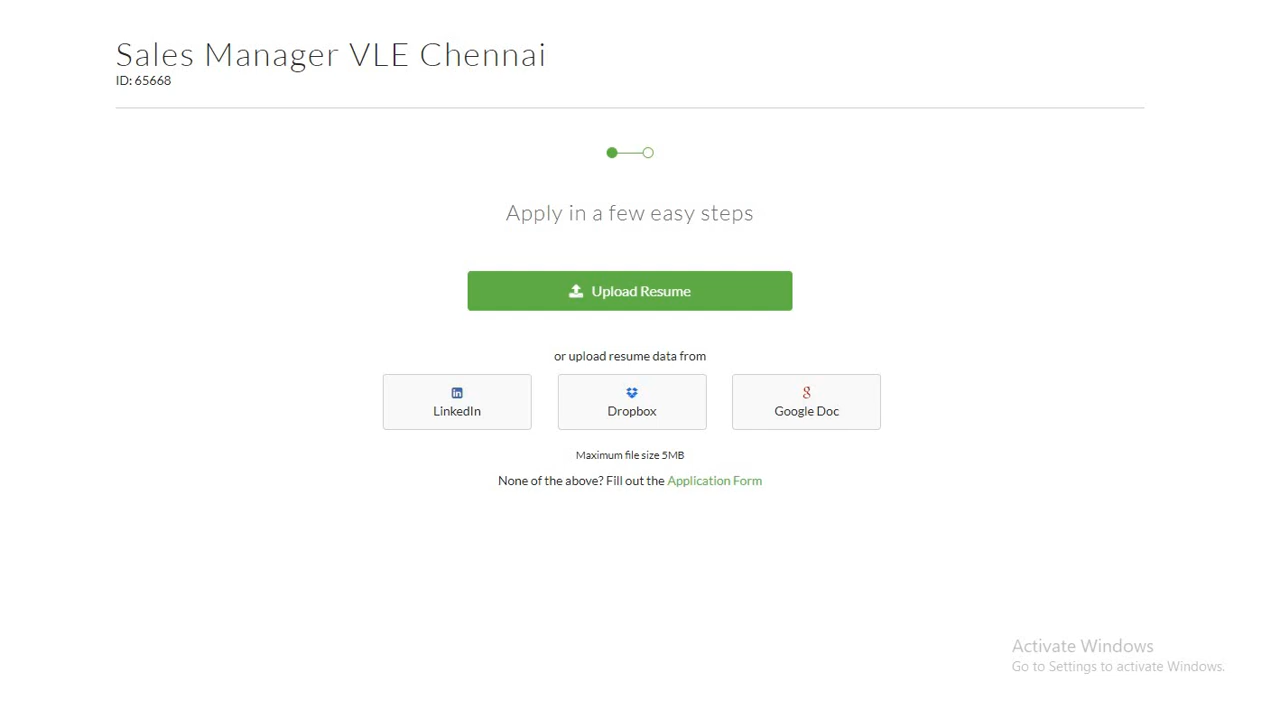 Sales Manager VLE Chennai
ID: 65668
Apply in a few easy steps
Upload Resume
or upload resume data from
LinkedIn
Dropbox
Google Doc
Maximum file size 5MB
None of the above? Fill out the Application Form
Activate Windows
Go to Settings to activate Windows.